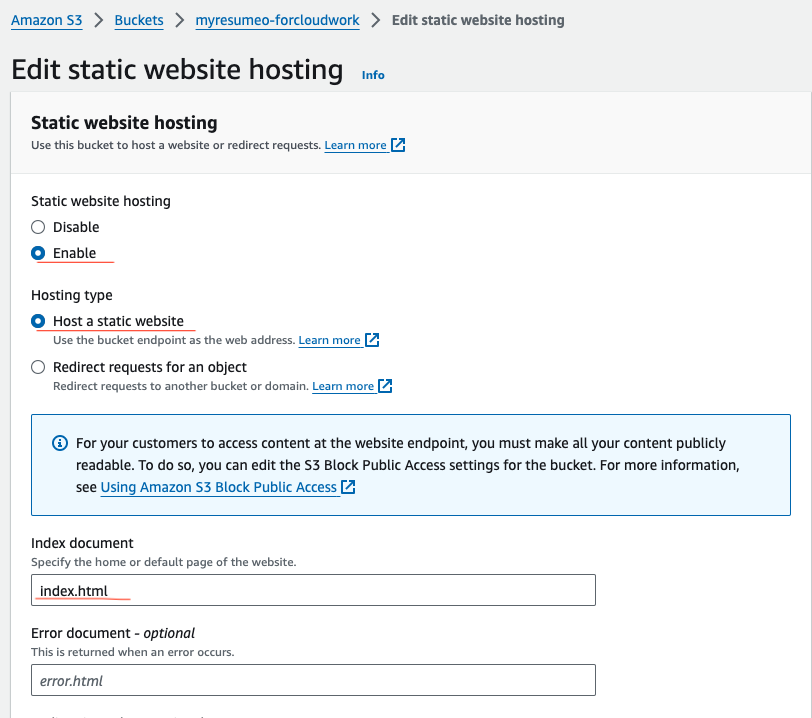 Amazon S3 > Buckets > myresumeo-forcloudwork > Edit static website hosting
Edit static website hosting Info
Static website hosting
Use this bucket to host a website or redirect requests. Learn more
Static website hosting
Disable
Enable
Hosting type
Host a static website
Use the bucket endpoint as the web address. Learn more
Redirect requests for an object
Redirect requests to another bucket or domain. Learn more
For your customers to access content at the website endpoint, you must make all your content publicly
readable. To do so, you can edit the S3 Block Public Access settings for the bucket. For more information,
see Using Amazon S3 Block Public Access
Index document
Specify the home or default page of the website.
index.html
Error document - optional
This is returned when an error occurs.
error.html